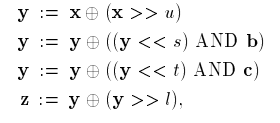 y := x ⊕ (x >> u)
y := y ⊕ ((y << s) AND b)
y := y ⊕ ((y << t) AND c)
z := y ⊕ (y >> l),